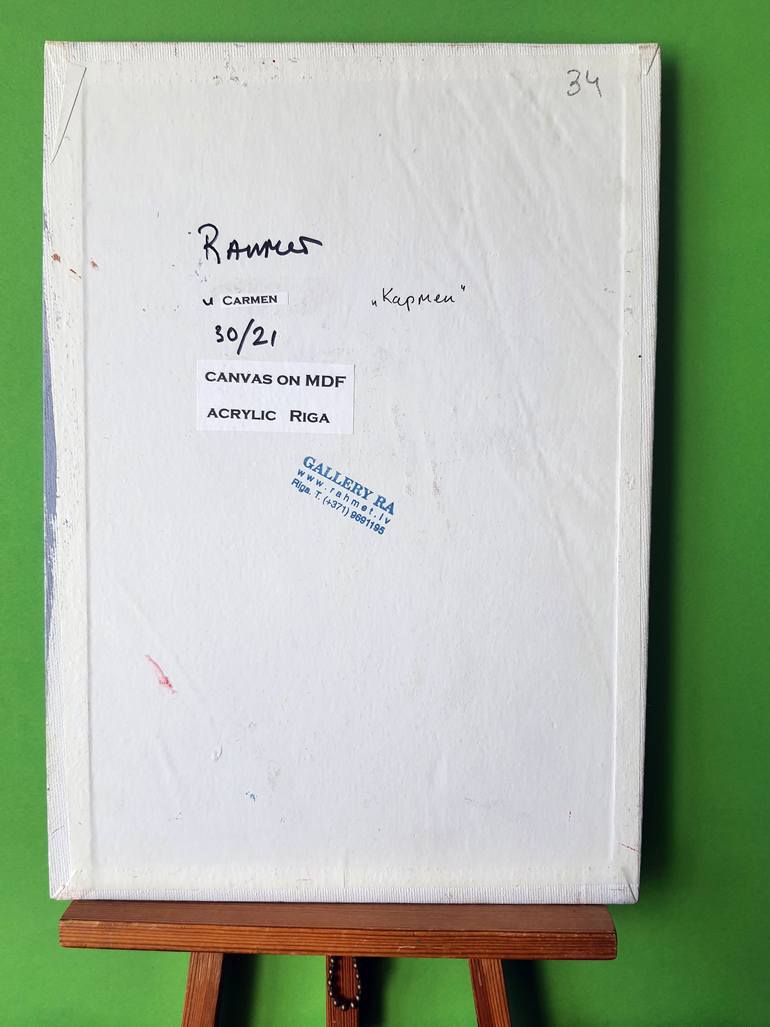 34
Rahmet
u CARMEN
„Кармен"
30/21
CANVAS ON MDF
ACRYLIC RIGA
GALLERY RA
www.rahmet.lv
Riga. T. (+371) 9691195